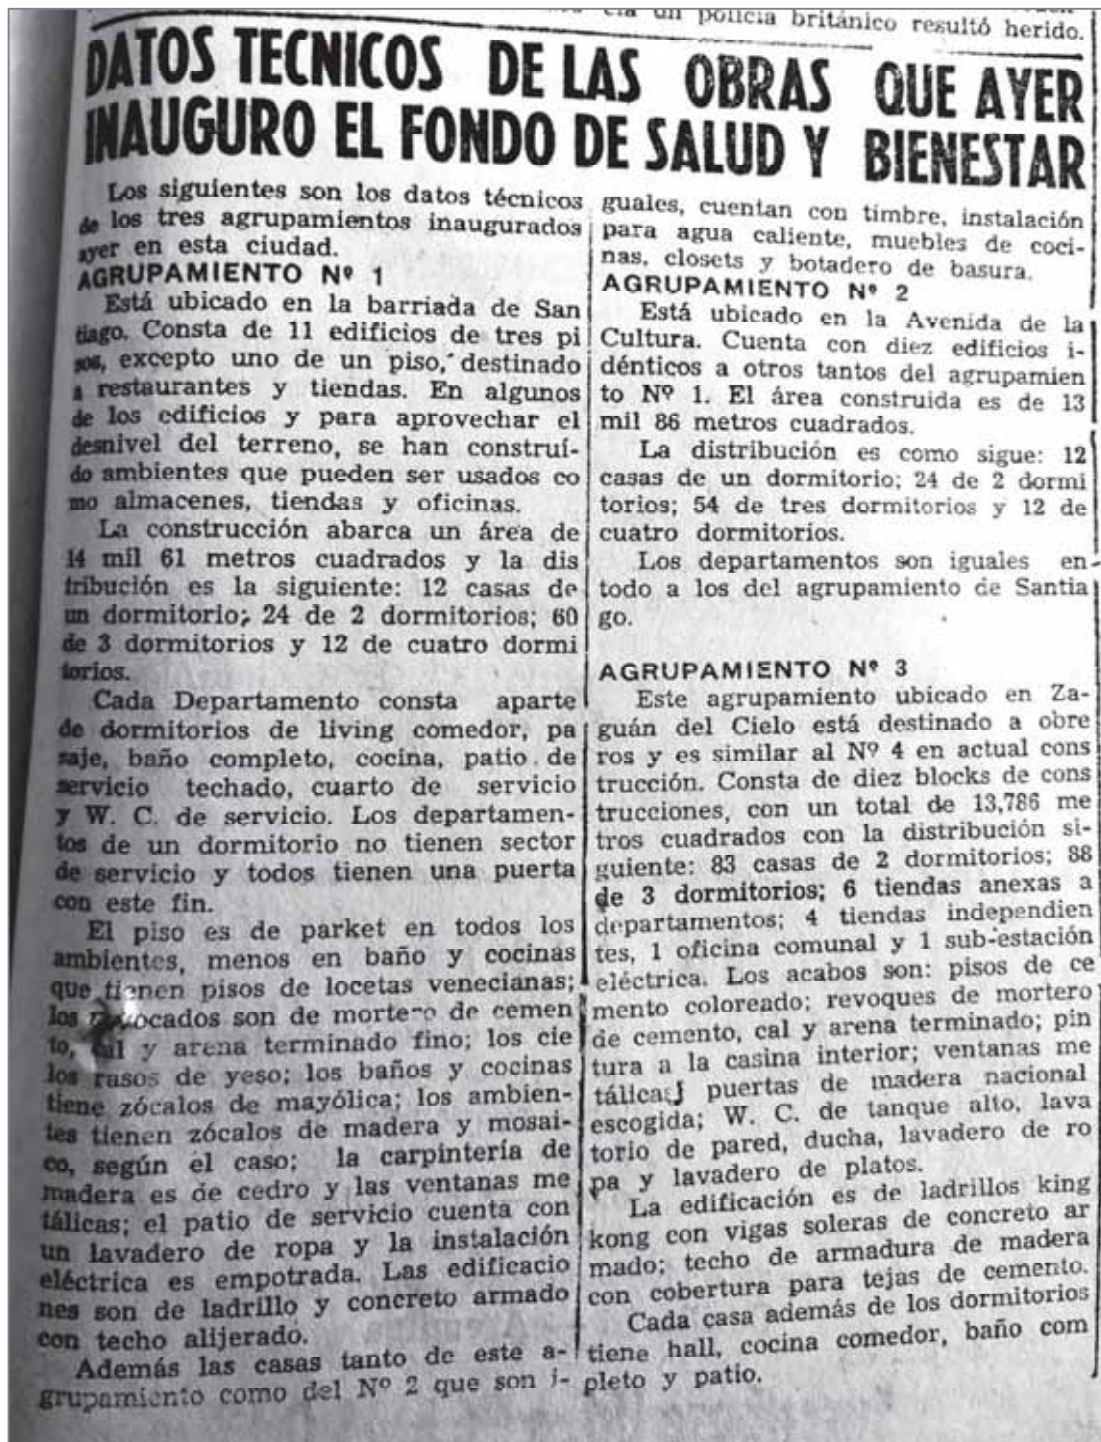 un policía británico resultó herido.
DATOS TECNICOS DE LAS OBRAS QUE AYER
INAUGURO EL FONDO DE SALUD Y BIENESTAR
Los siguientes son los datos técnicos
de los tres agrupamientos inaugurados
ayer en esta ciudad.
AGRUPAMIENTO Nº 1
Está ubicado en la barriada de San
tiago. Consta de 11 edificios de tres pi
sos, excepto uno de un piso, destinado
a restaurantes y tiendas. En algunos
de los edificios y para aprovechar el
desnivel del terreno, se han construí-
do ambientes que pueden ser usados co
mo almacenes, tiendas y oficinas.
La construcción abarca un área de
14 mil 61 metros cuadrados y la dis
tribución es la siguiente: 12 casas de
un dormitorio; 24 de 2 dormitorios; 60
de 3 dormitorios y 12 de cuatro dormi
torios.
Cada Departamento consta aparte
de dormitorios de living comedor, pa
saje, baño completo, cocina, patio de
servicio techado, cuarto de servicio
y W. C. de servicio. Los departamen-
tos de un dormitorio no tienen sector
de servicio y todos tienen una puerta
con este fin.
El piso es de parket en todos los
ambientes, menos en baño y cocinas
que tienen pisos de locetas venecianas;
los revocados son de mortero de cemen
to, cal y arena terminado fino; los cie
los rasos de yeso; los baños y cocinas
tiene zócalos de mayólica; los ambien-
tes tienen zócalos de madera y mosai-
co, según el caso; la carpintería de
madera es de cedro y las ventanas me
tálicas; el patio de servicio cuenta con
un lavadero de ropa y la instalación
eléctrica es empotrada. Las edificacio
nes son de ladrillo y concreto armado
con techo alijerado.
Además las casas tanto de este a-
grupamiento como del Nº 2 que son i-
guales, cuentan con timbre, instalación
para agua caliente, muebles de coci-
nas, closets y botadero de basura.
AGRUPAMIENTO Nº 2
Está ubicado en la Avenida de la
Cultura. Cuenta con diez edificios i-
dénticos a otros tantos del agrupamien
to Nº 1. El área construida es de 13
mil 86 metros cuadrados.
La distribución es como sigue: 12
casas de un dormitorio; 24 de 2 dormi
torios; 54 de tres dormitorios y 12 de
cuatro dormitorios.
Los departamentos son iguales en-
todo a los del agrupamiento de Santia
go.
AGRUPAMIENTO Nº 3
Este agrupamiento ubicado en Za-
guán del Cielo está destinado a obre
ros y es similar al Nº 4 en actual cons
trucción. Consta de diez blocks de cons
trucciones, con un total de 13,786 me
tros cuadrados con la distribución si-
guiente: 83 casas de 2 dormitorios; 88
de 3 dormitorios; 6 tiendas anexas a
departamentos; 4 tiendas independien
tes, 1 oficina comunal y 1 sub-estación
eléctrica. Los acabos son: pisos de ce
mento coloreado; revoques de mortero
de cemento, cal y arena terminado; pin
tura a la casina interior; ventanas me
tálicas; puertas de madera nacional
escogida; W. C. de tanque alto, lava
torio de pared, ducha, lavadero de ro
pa y lavadero de platos.
La edificación es de ladrillos king
kong con vigas soleras de concreto ar
mado; techo de armadura de madera
con cobertura para tejas de cemento.
Cada casa además de los dormitorios
tiene hall, cocina comedor, baño com
pleto y patio.